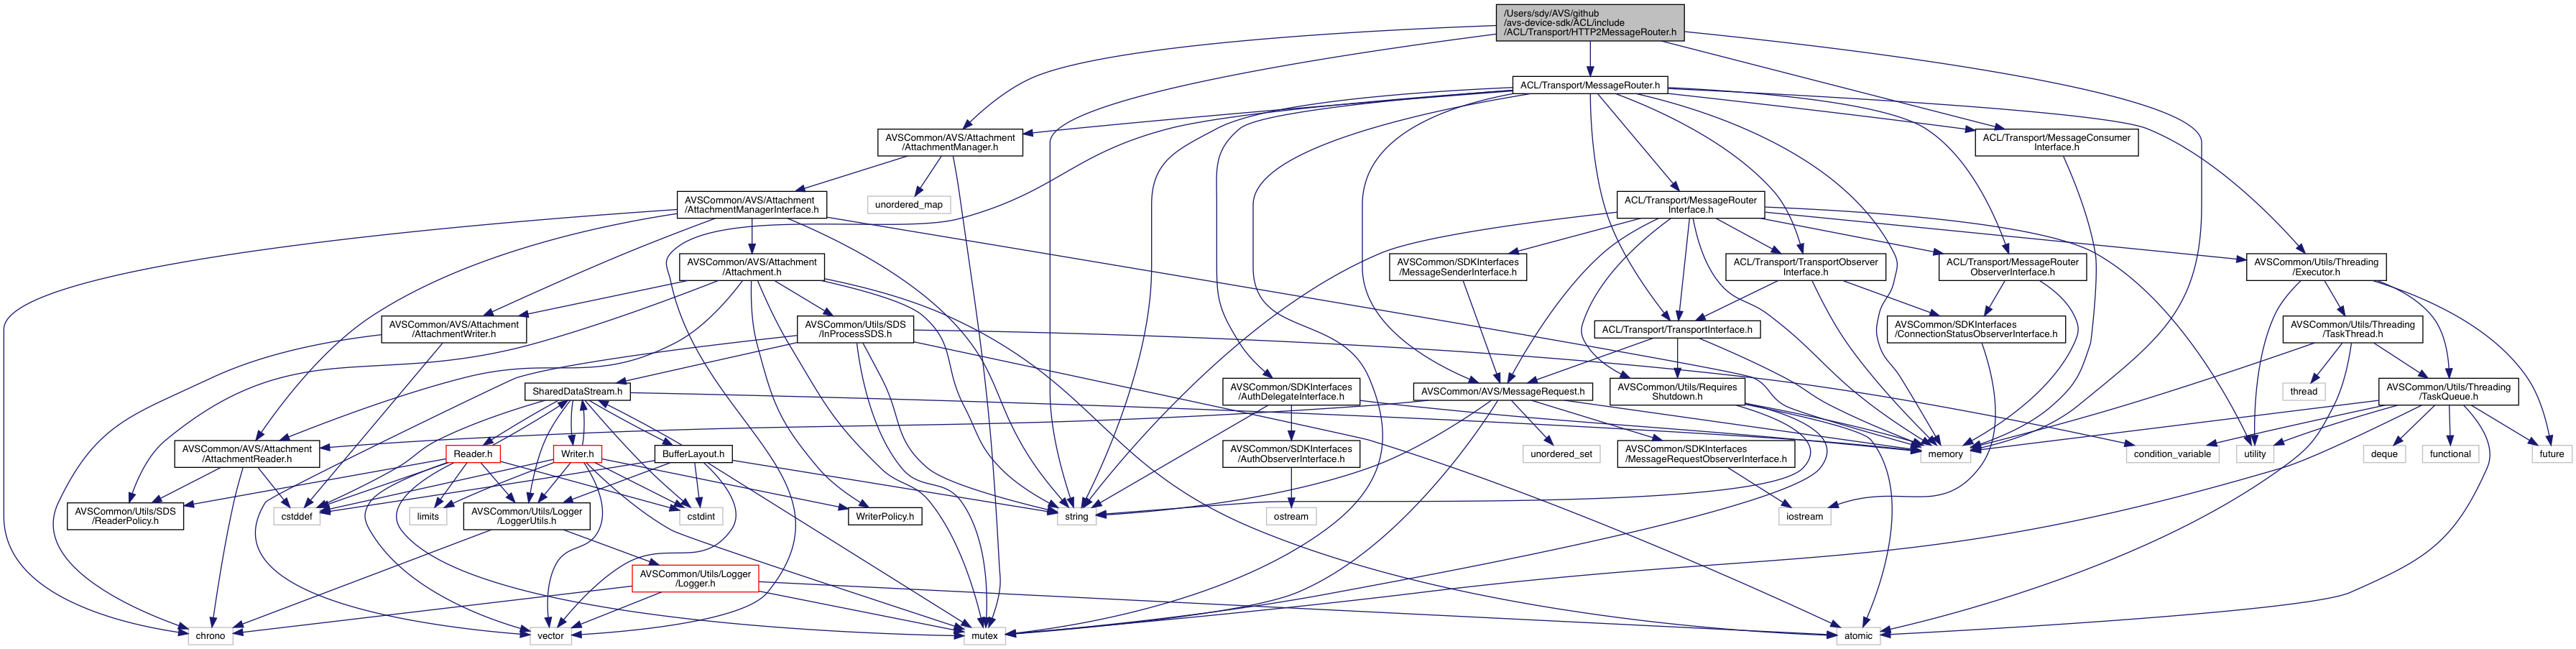 /Users/sdy/AVS/github
/avs-device-sdk/ACL/include
/ACL/Transport/HTTP2MessageRouter.h
ACL/Transport/MessageRouter.h
AVSCommon/AVS/Attachment
/AttachmentManager.h
ACL/Transport/MessageConsumer
Interface.h
AVSCommon/AVS/Attachment
/AttachmentManagerInterface.h
unordered_map
ACL/Transport/MessageRouter
Interface.h
AVSCommon/AVS/Attachment
/Attachment.h
AVSCommon/SDKInterfaces
/MessageSenderInterface.h
ACL/Transport/TransportObserver
Interface.h
ACL/Transport/MessageRouter
ObserverInterface.h
AVSCommon/Utils/Threading
/Executor.h
AVSCommon/AVS/Attachment
/AttachmentWriter.h
AVSCommon/Utils/SDS
/InProcessSDS.h
ACL/Transport/TransportInterface.h
AVSCommon/SDKInterfaces
/ConnectionStatusObserverInterface.h
AVSCommon/Utils/Threading
/TaskThread.h
SharedDataStream.h
AVSCommon/SDKInterfaces
/AuthDelegateInterface.h
AVSCommon/AVS/MessageRequest.h
AVSCommon/Utils/Requires
Shutdown.h
thread
AVSCommon/Utils/Threading
/TaskQueue.h
AVSCommon/AVS/Attachment
/AttachmentReader.h
Reader.h
Writer.h
BufferLayout.h
AVSCommon/SDKInterfaces
/AuthObserverInterface.h
unordered_set
AVSCommon/SDKInterfaces
/MessageRequestObserverInterface.h
memory
condition_variable
utility
deque
functional
future
AVSCommon/Utils/SDS
/ReaderPolicy.h
cstddef
limits
AVSCommon/Utils/Logger
/LoggerUtils.h
cstdint
WriterPolicy.h
string
ostream
iostream
AVSCommon/Utils/Logger
/Logger.h
chrono
vector
mutex
atomic